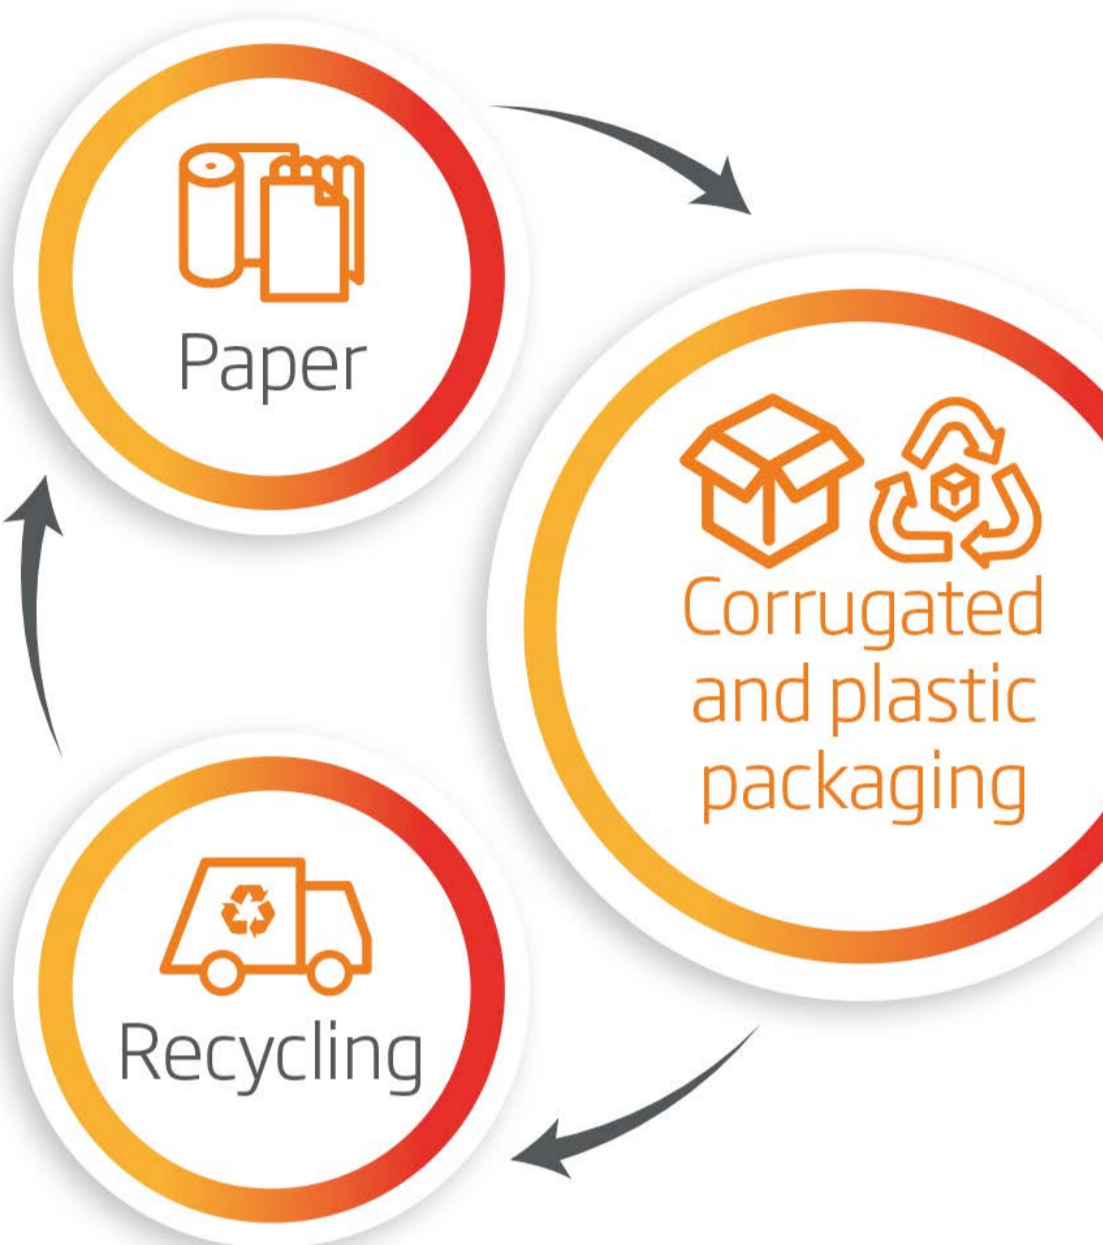 Paper
Corrugated
and plastic
packaging
Recycling